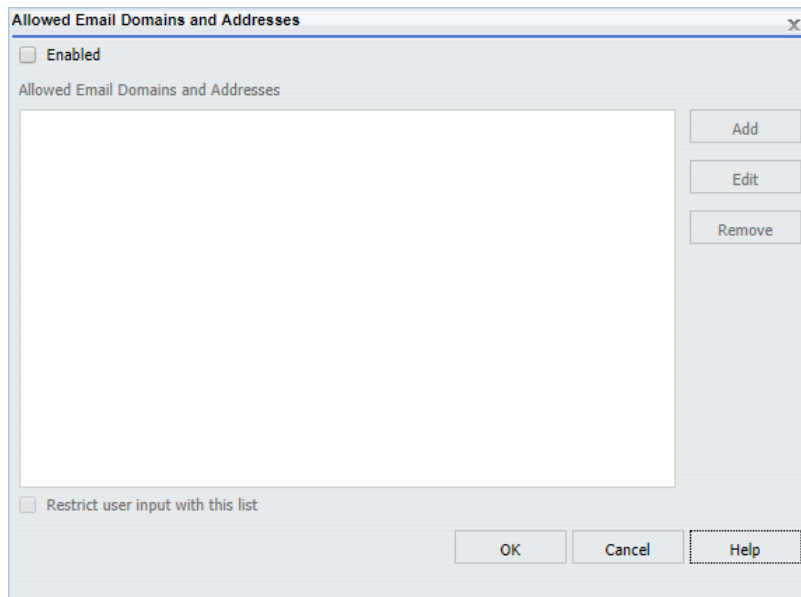 Allowed Email Domains and Addresses
Enabled
Allowed Email Domains and Addresses
Add
Edit
Remove
Restrict user input with this list
OK
Cancel
Help